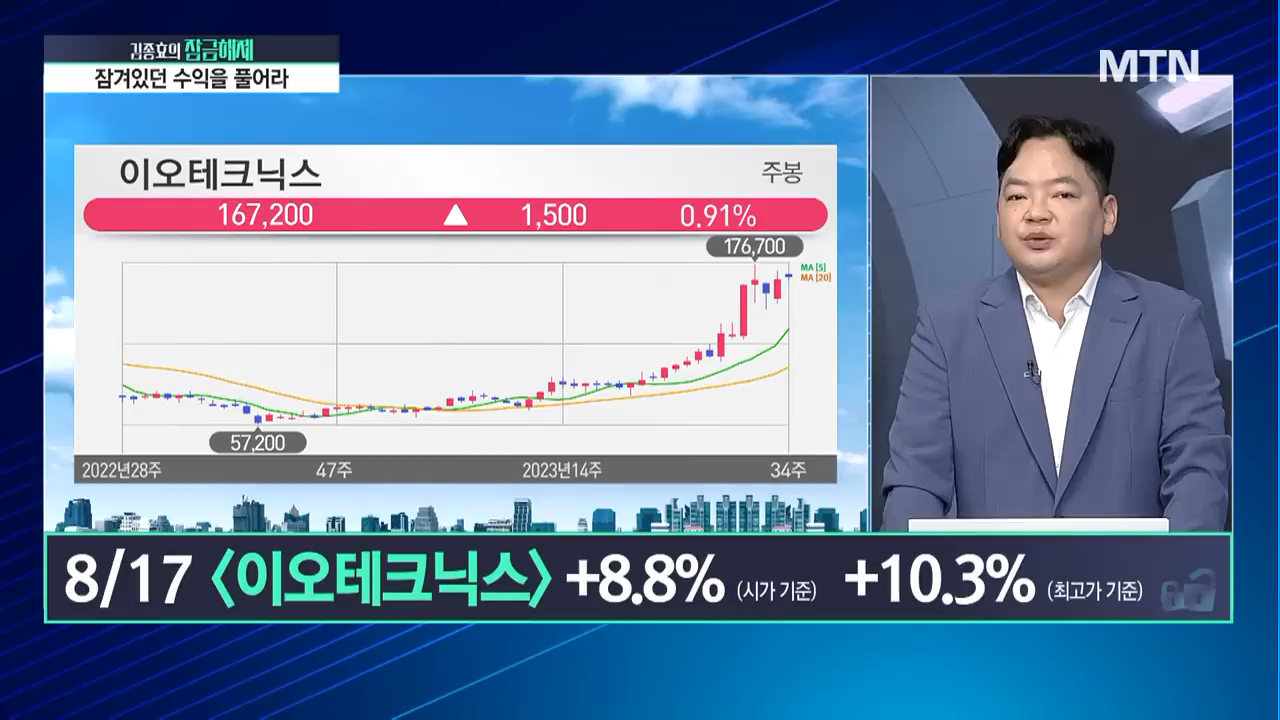 김종효의 잠금해제
잠겨있던 수익을 풀어라
MTN
이오테크닉스
주봉
167,200 ▲ 1,500 0.91%
176,700
MA [5]
MA [20]
57,200
2022년28주 47주 2023년14주 34주
8/17 〈이오테크닉스〉 +8.8% (시가 기준) +10.3% (최고가 기준)